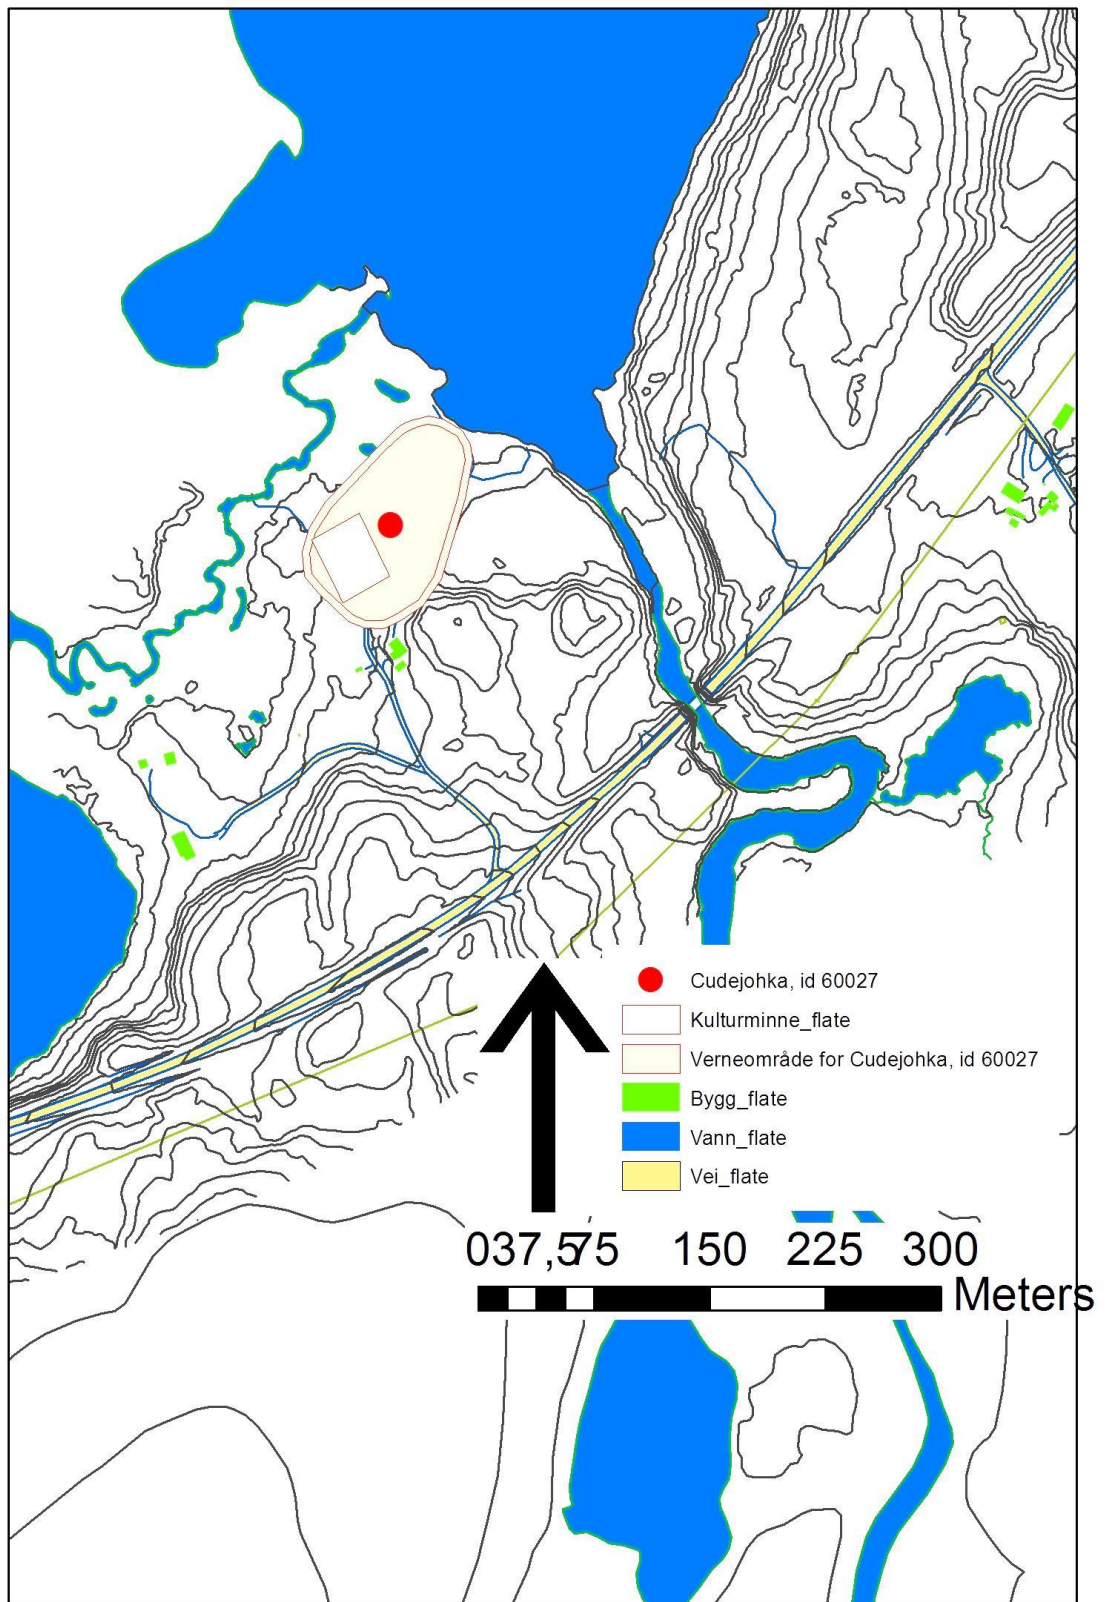 Cudejohka, id 60027
Kulturminne_flate
Verneområde for Cudejohka, id 60027
Bygg_flate
Vann_flate
Vei_flate
037,575 150 225 300
Meters